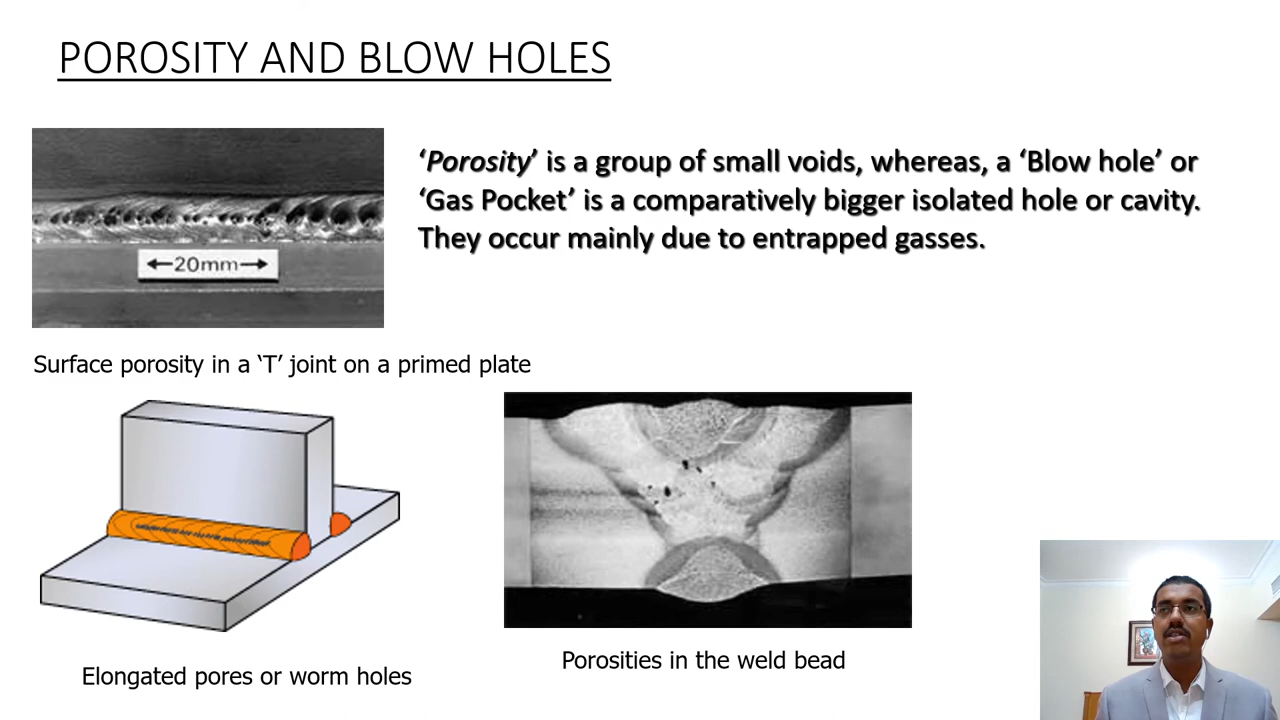 POROSITY AND BLOW HOLES
‘Porosity’ is a group of small voids, whereas, a ‘Blow hole’ or
‘Gas Pocket’ is a comparatively bigger isolated hole or cavity.
They occur mainly due to entrapped gasses.
20mm
Surface porosity in a ‘T’ joint on a primed plate
Elongated pores or worm holes
Porosities in the weld bead